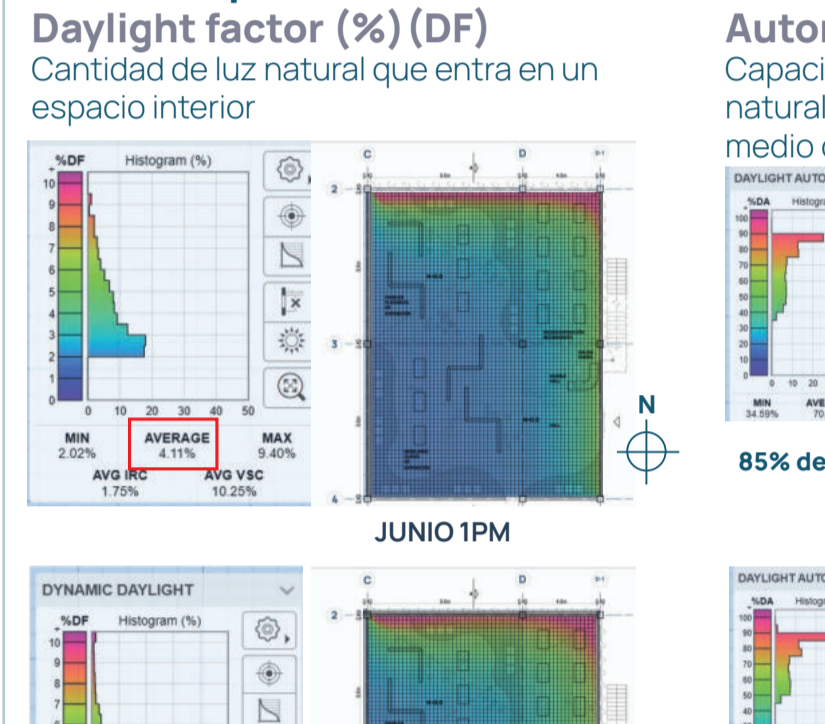 Daylight factor (%) (DF)
Cantidad de luz natural que entra en un
espacio interior
%DF
Histogram (%)
10
9
8
7
6
5
4
3
2
1
0
0 10 20 30 40 50
MIN
2.02%
AVERAGE
4.11%
MAX
9.40%
AVG IRC
1.75%
AVG VSC
10.25%
C
D
2
3
4
N
JUNIO 1PM
Autor
Capaci
natural
medio
DAYLIGHT AUTO
%DA
Histogra
100
90
80
70
60
50
40
30
20
10
0
0 10 20
MIN
34.59%
AVE
70
85% de
DYNAMIC DAYLIGHT
%DF
Histogram (%)
10
9
8
7
C
D
2
DAYLIGHT AUTO
%DA
Histogr
100
90
80
70
60
50
40